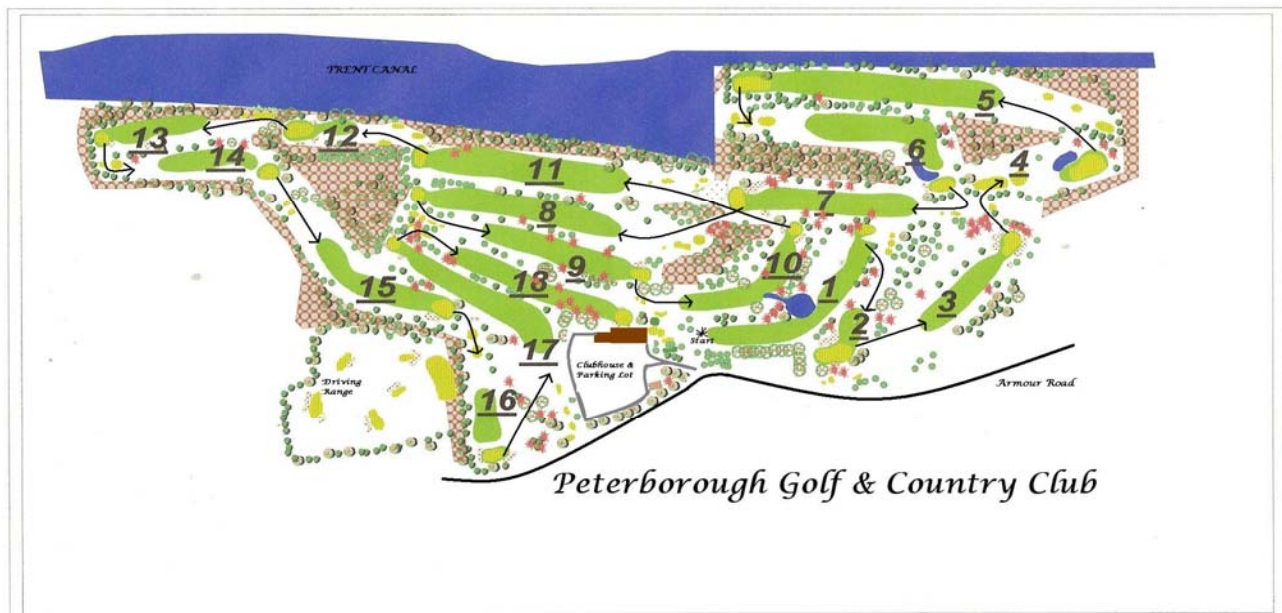 TRENT CANAL
5
13
12
14
6
4
11
7
8
10
9
18
1
15
3
2
Start
17
Clubhouse &
Parking Lot
Driving
Range
Armour Road
16
Peterborough Golf & Country Club